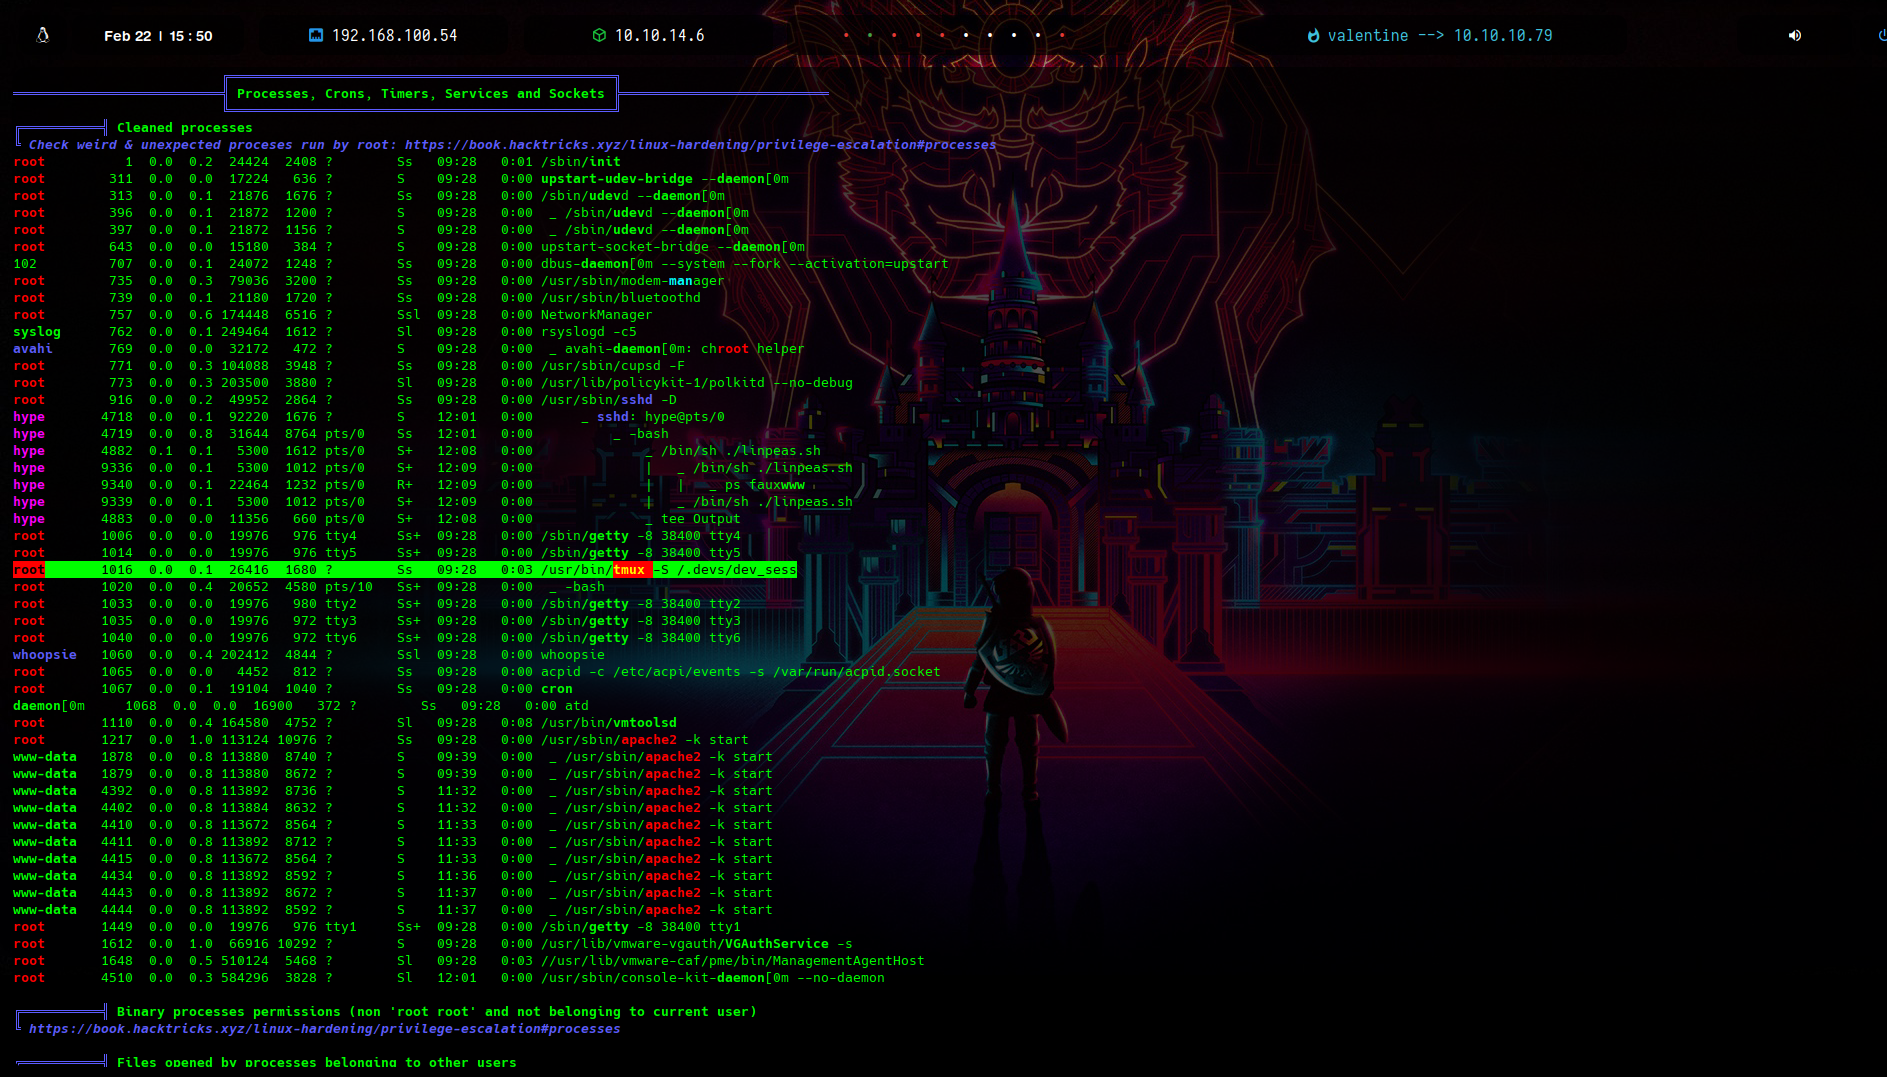 Feb 22 | 15 : 50 192.168.100.54 10.10.14.6 valentine --> 10.10.10.79
Processes, Crons, Timers, Services and Sockets
Cleaned processes
Check weird & unexpected proceses run by root: https://book.hacktricks.xyz/linux-hardening/privilege-escalation#processes
root 1 0.0 0.2 24424 2408 ? Ss 09:28 0:01 /sbin/init
root 311 0.0 0.0 17224 636 ? S 09:28 0:00 upstart-udev-bridge --daemon[0m
root 313 0.0 0.1 21876 1676 ? Ss 09:28 0:00 /sbin/udevd --daemon[0m
root 396 0.0 0.1 21872 1200 ? S 09:28 0:00 _ /sbin/udevd --daemon[0m
root 397 0.0 0.1 21872 1156 ? S 09:28 0:00 _ /sbin/udevd --daemon[0m
root 643 0.0 0.0 15180 384 ? S 09:28 0:00 upstart-socket-bridge --daemon[0m
102 707 0.0 0.1 24072 1248 ? Ss 09:28 0:00 dbus-daemon[0m --system --fork --activation=upstart
root 735 0.0 0.3 79036 3200 ? Ss 09:28 0:00 /usr/sbin/modem-manager
root 739 0.0 0.1 21180 1720 ? Ss 09:28 0:00 /usr/sbin/bluetoothd
root 757 0.0 0.6 174448 6516 ? Ssl 09:28 0:00 NetworkManager
syslog 762 0.0 0.1 249464 1612 ? Sl 09:28 0:00 rsyslogd -c5
avahi 769 0.0 0.0 32172 472 ? S 09:28 0:00 _ avahi-daemon[0m: chroot helper
root 771 0.0 0.3 104088 3948 ? Ss 09:28 0:00 /usr/sbin/cupsd -F
root 773 0.0 0.3 203500 3880 ? Sl 09:28 0:00 /usr/lib/policykit-1/polkitd --no-debug
root 916 0.0 0.2 49952 2864 ? Ss 09:28 0:00 /usr/sbin/sshd -D
hype 4718 0.0 0.1 92220 1676 ? S 12:01 0:00 _ sshd: hype@pts/0
hype 4719 0.0 0.8 31644 8764 pts/0 Ss 12:01 0:00 _ -bash
hype 4882 0.1 0.1 5300 1612 pts/0 S+ 12:08 0:00 _ /bin/sh ./linpeas.sh
hype 9336 0.0 0.1 5300 1012 pts/0 S+ 12:09 0:00 | _ /bin/sh ./linpeas.sh
hype 9340 0.0 0.1 22464 1232 pts/0 R+ 12:09 0:00 | | _ ps fauxwww
hype 9339 0.0 0.1 5300 1012 pts/0 S+ 12:09 0:00 | _ /bin/sh ./linpeas.sh
hype 4883 0.0 0.0 11356 660 pts/0 S+ 12:08 0:00 _ tee Output
root 1006 0.0 0.0 19976 976 tty4 Ss+ 09:28 0:00 /sbin/getty -8 38400 tty4
root 1014 0.0 0.0 19976 976 tty5 Ss+ 09:28 0:00 /sbin/getty -8 38400 tty5
root 1016 0.0 0.1 26416 1680 ? Ss 09:28 0:03 /usr/bin/tmux -S /.devs/dev_sess
root 1020 0.0 0.4 20652 4580 pts/10 Ss+ 09:28 0:00 _ -bash
root 1033 0.0 0.0 19976 980 tty2 Ss+ 09:28 0:00 /sbin/getty -8 38400 tty2
root 1035 0.0 0.0 19976 972 tty3 Ss+ 09:28 0:00 /sbin/getty -8 38400 tty3
root 1040 0.0 0.0 19976 972 tty6 Ss+ 09:28 0:00 /sbin/getty -8 38400 tty6
whoopsie 1060 0.0 0.4 202412 4844 ? Ssl 09:28 0:00 whoopsie
root 1065 0.0 0.0 4452 812 ? Ss 09:28 0:00 acpid -c /etc/acpi/events -s /var/run/acpid.socket
root 1067 0.0 0.1 19104 1040 ? Ss 09:28 0:00 cron
daemon[0m 1068 0.0 0.0 16900 372 ? Ss 09:28 0:00 atd
root 1110 0.0 0.4 164580 4752 ? Sl 09:28 0:08 /usr/bin/vmtoolsd
root 1217 0.0 1.0 113124 10976 ? Ss 09:28 0:00 /usr/sbin/apache2 -k start
www-data 1878 0.0 0.8 113880 8740 ? S 09:39 0:00 _ /usr/sbin/apache2 -k start
www-data 1879 0.0 0.8 113880 8672 ? S 09:39 0:00 _ /usr/sbin/apache2 -k start
www-data 4392 0.0 0.8 113892 8736 ? S 11:32 0:00 _ /usr/sbin/apache2 -k start
www-data 4402 0.0 0.8 113884 8632 ? S 11:32 0:00 _ /usr/sbin/apache2 -k start
www-data 4410 0.0 0.8 113672 8564 ? S 11:33 0:00 _ /usr/sbin/apache2 -k start
www-data 4411 0.0 0.8 113892 8712 ? S 11:33 0:00 _ /usr/sbin/apache2 -k start
www-data 4415 0.0 0.8 113672 8564 ? S 11:33 0:00 _ /usr/sbin/apache2 -k start
www-data 4434 0.0 0.8 113892 8592 ? S 11:36 0:00 _ /usr/sbin/apache2 -k start
www-data 4443 0.0 0.8 113892 8672 ? S 11:37 0:00 _ /usr/sbin/apache2 -k start
www-data 4444 0.0 0.8 113892 8592 ? S 11:37 0:00 _ /usr/sbin/apache2 -k start
root 1449 0.0 0.0 19976 976 tty1 Ss+ 09:28 0:00 /sbin/getty -8 38400 tty1
root 1612 0.0 1.0 66916 10292 ? S 09:28 0:00 /usr/lib/vmware-vgauth/VGAuthService -s
root 1648 0.0 0.5 510124 5468 ? Sl 09:28 0:03 //usr/lib/vmware-caf/pme/bin/ManagementAgentHost
root 4510 0.0 0.3 584296 3828 ? Sl 12:01 0:00 /usr/sbin/console-kit-daemon[0m --no-daemon
Binary processes permissions (non 'root root' and not belonging to current user)
https://book.hacktricks.xyz/linux-hardening/privilege-escalation#processes
Files opened by processes belonging to other users